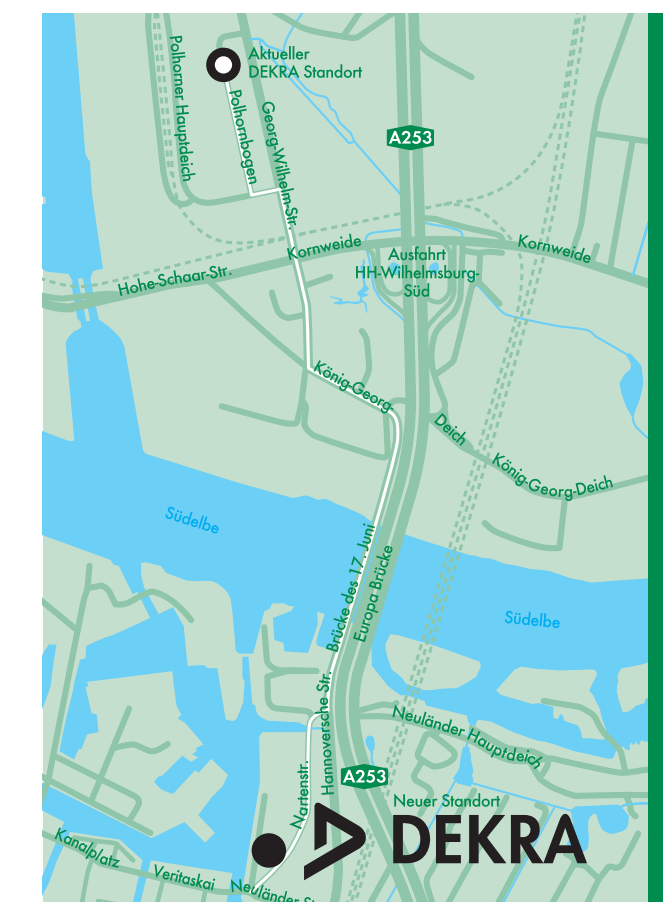 Aktueller
DEKRA Standort
Polhorner Hauptdeich
Polhornbogen
Georg-Wilhelm-Str.
A253
Kornweide
Kornweide
Ausfahrt
HH-Wilhelmsburg-
Süd
Hohe-Schaar-Str.
König-Georg-
Deich
König-Georg-Deich
Südelbe
Brücke des 17. Juni
Europa Brücke
Südelbe
Hannoversche Str.
Neuländer Hauptdeich
Nartenstr.
A253
Neuer Standort
DEKRA
Kanalplatz
Veritaskai
Neuländer